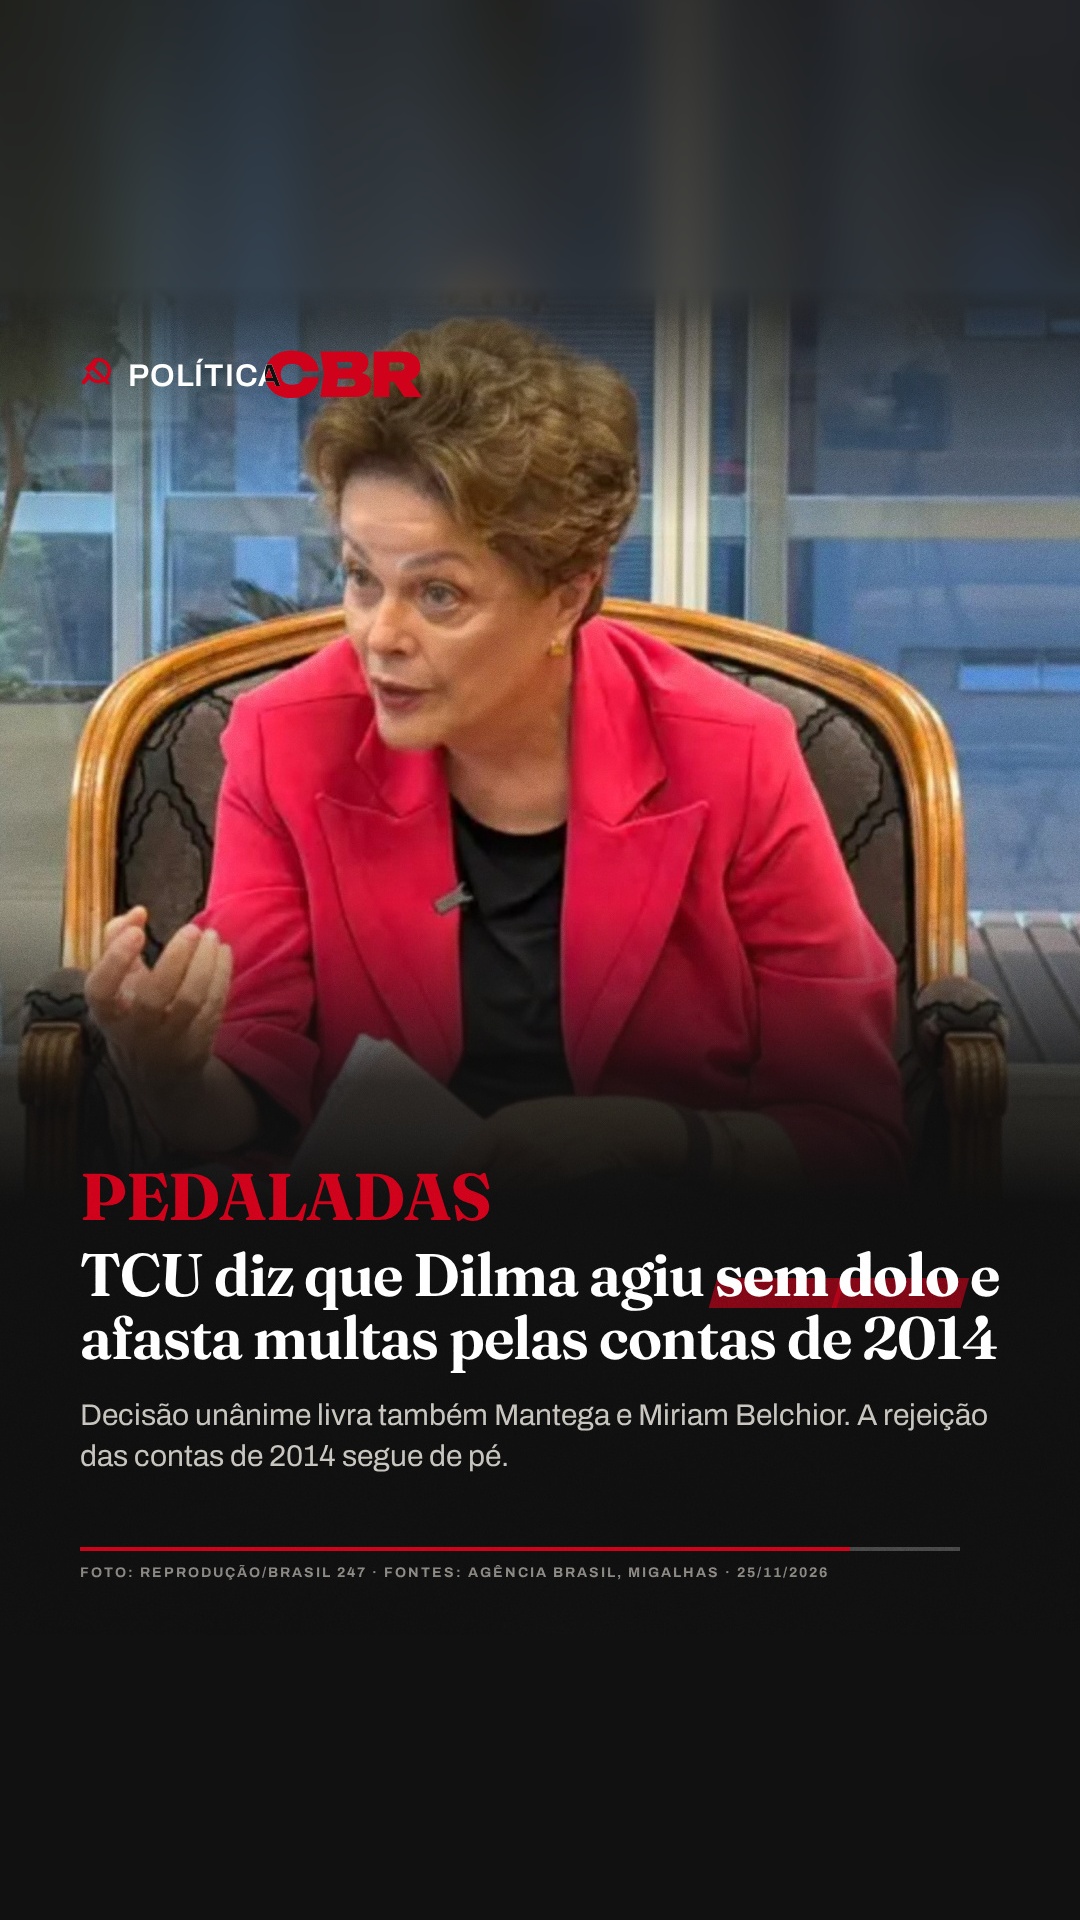 POLÍTICA CBR
PEDALADAS
TCU diz que Dilma agiu sem dolo e
afasta multas pelas contas de 2014
Decisão unânime livra também Mantega e Miriam Belchior. A rejeição
das contas de 2014 segue de pé.
FOTO: REPRODUÇÃO/BRASIL 247 · FONTES: AGÊNCIA BRASIL, MIGALHAS · 25/11/2026